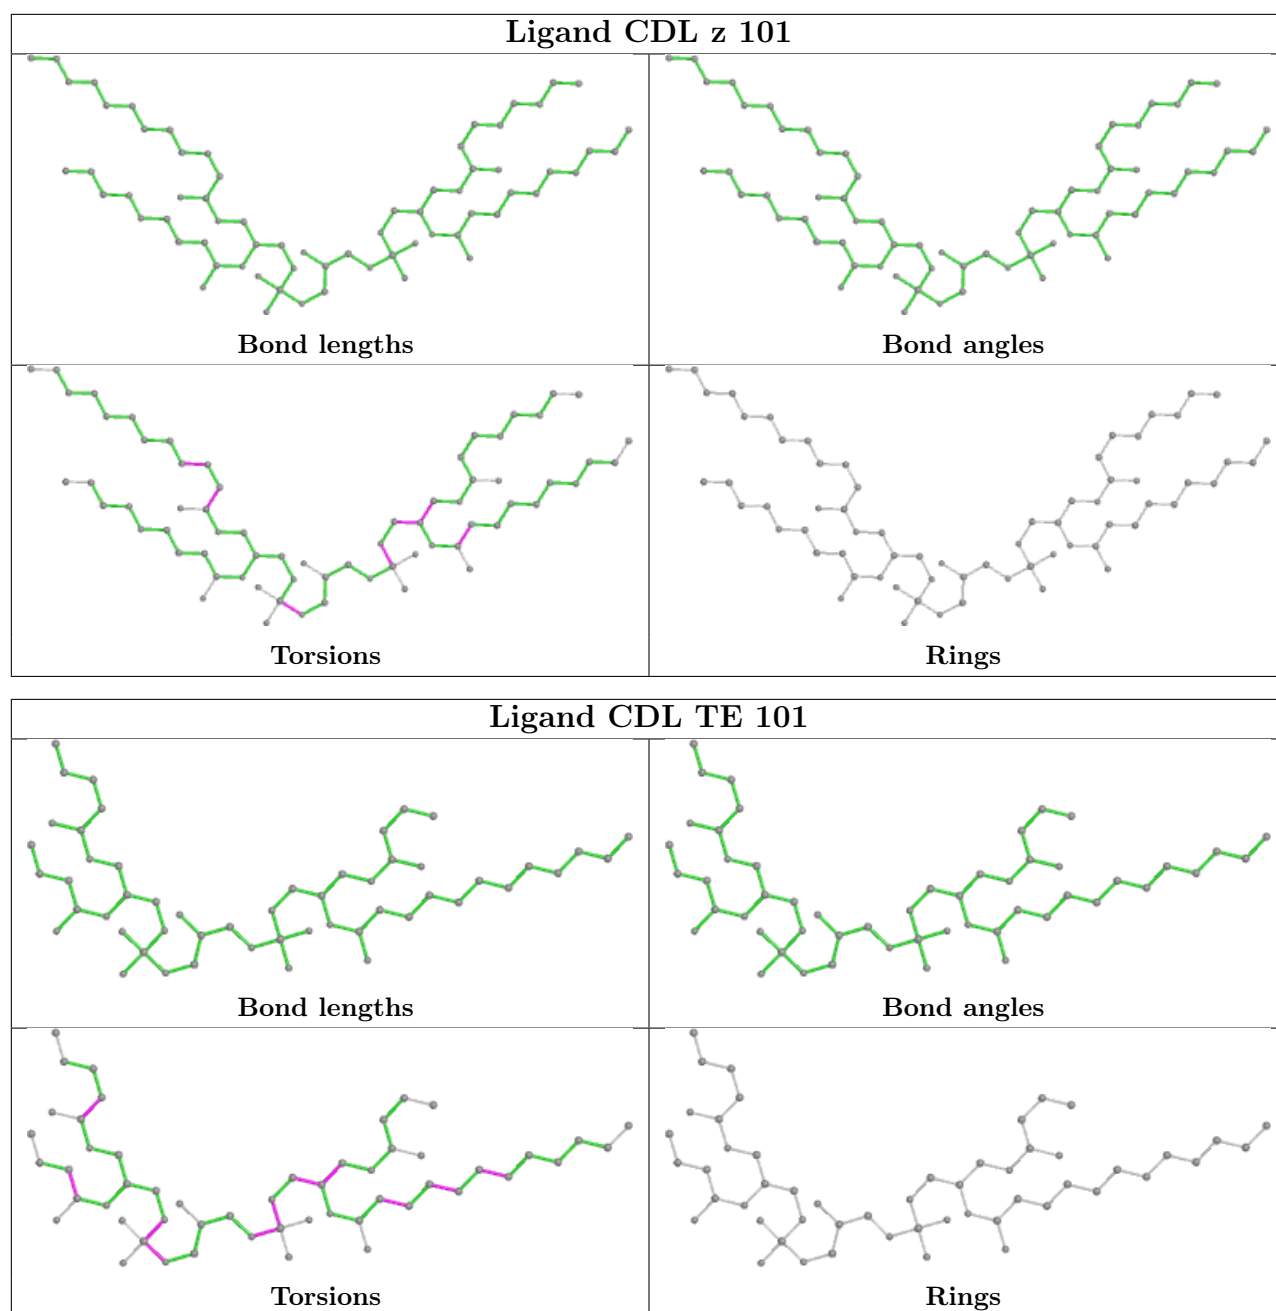 Ligand CDL z 101
Bond lengths
Bond angles
Torsions
Rings
Ligand CDL TE 101
Bond lengths
Bond angles
Torsions
Rings